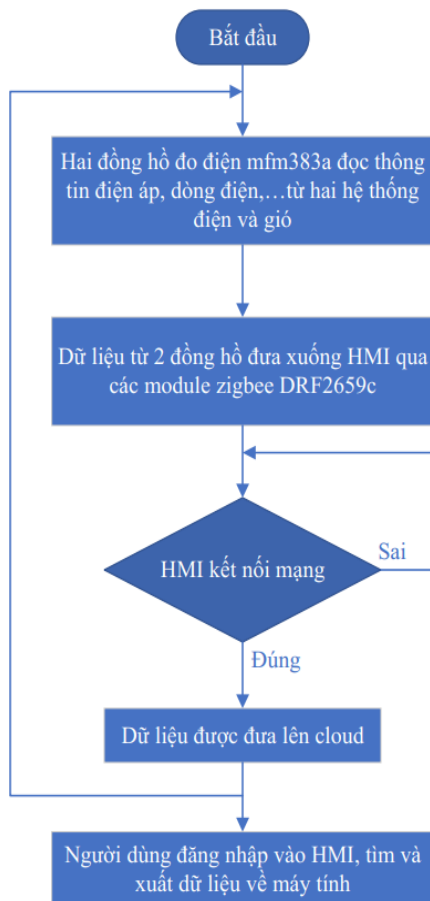 Bắt đầu
Hai đồng hồ đo điện mfm383a đọc thông
tin điện áp, dòng điện,…từ hai hệ thống
điện và gió
Dữ liệu từ 2 đồng hồ đưa xuống HMI qua
các module zigbee DRF2659c
HMI kết nối mạng
Sai
Đúng
Dữ liệu được đưa lên cloud
Người dùng đăng nhập vào HMI, tìm và
xuất dữ liệu về máy tính